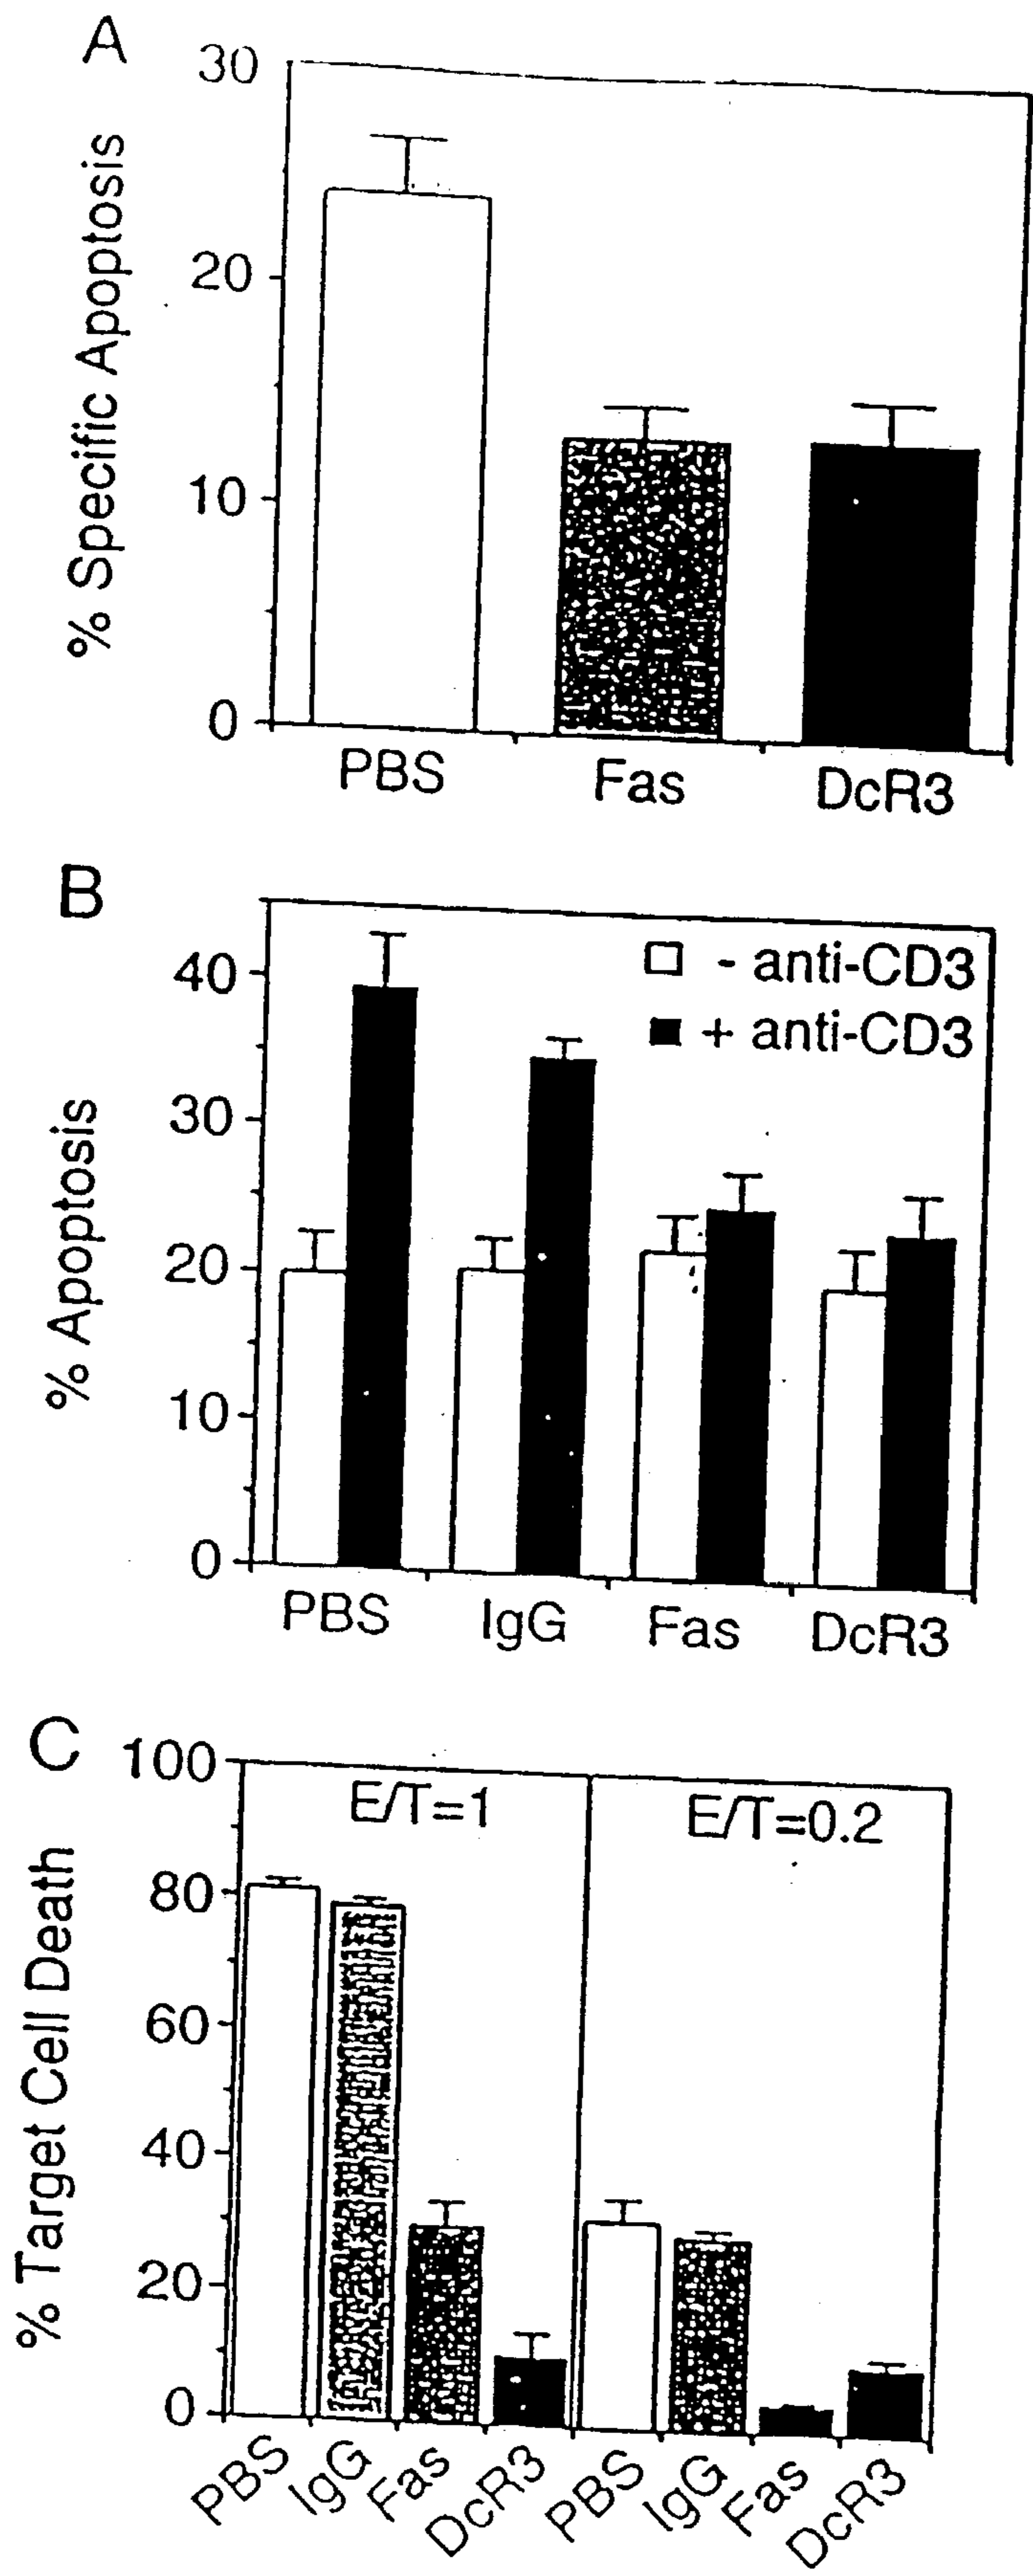 A
30
20
10
0
% Specific Apoptosis
PBS Fas DcR3
B
40
30
20
10
0
% Apoptosis
- anti-CD3
+ anti-CD3
PBS IgG Fas DcR3
C
100
80
60
40
20
0
% Target Cell Death
E/T=1 E/T=0.2
PBS IgG Fas DcR3 PBS IgG Fas DcR3